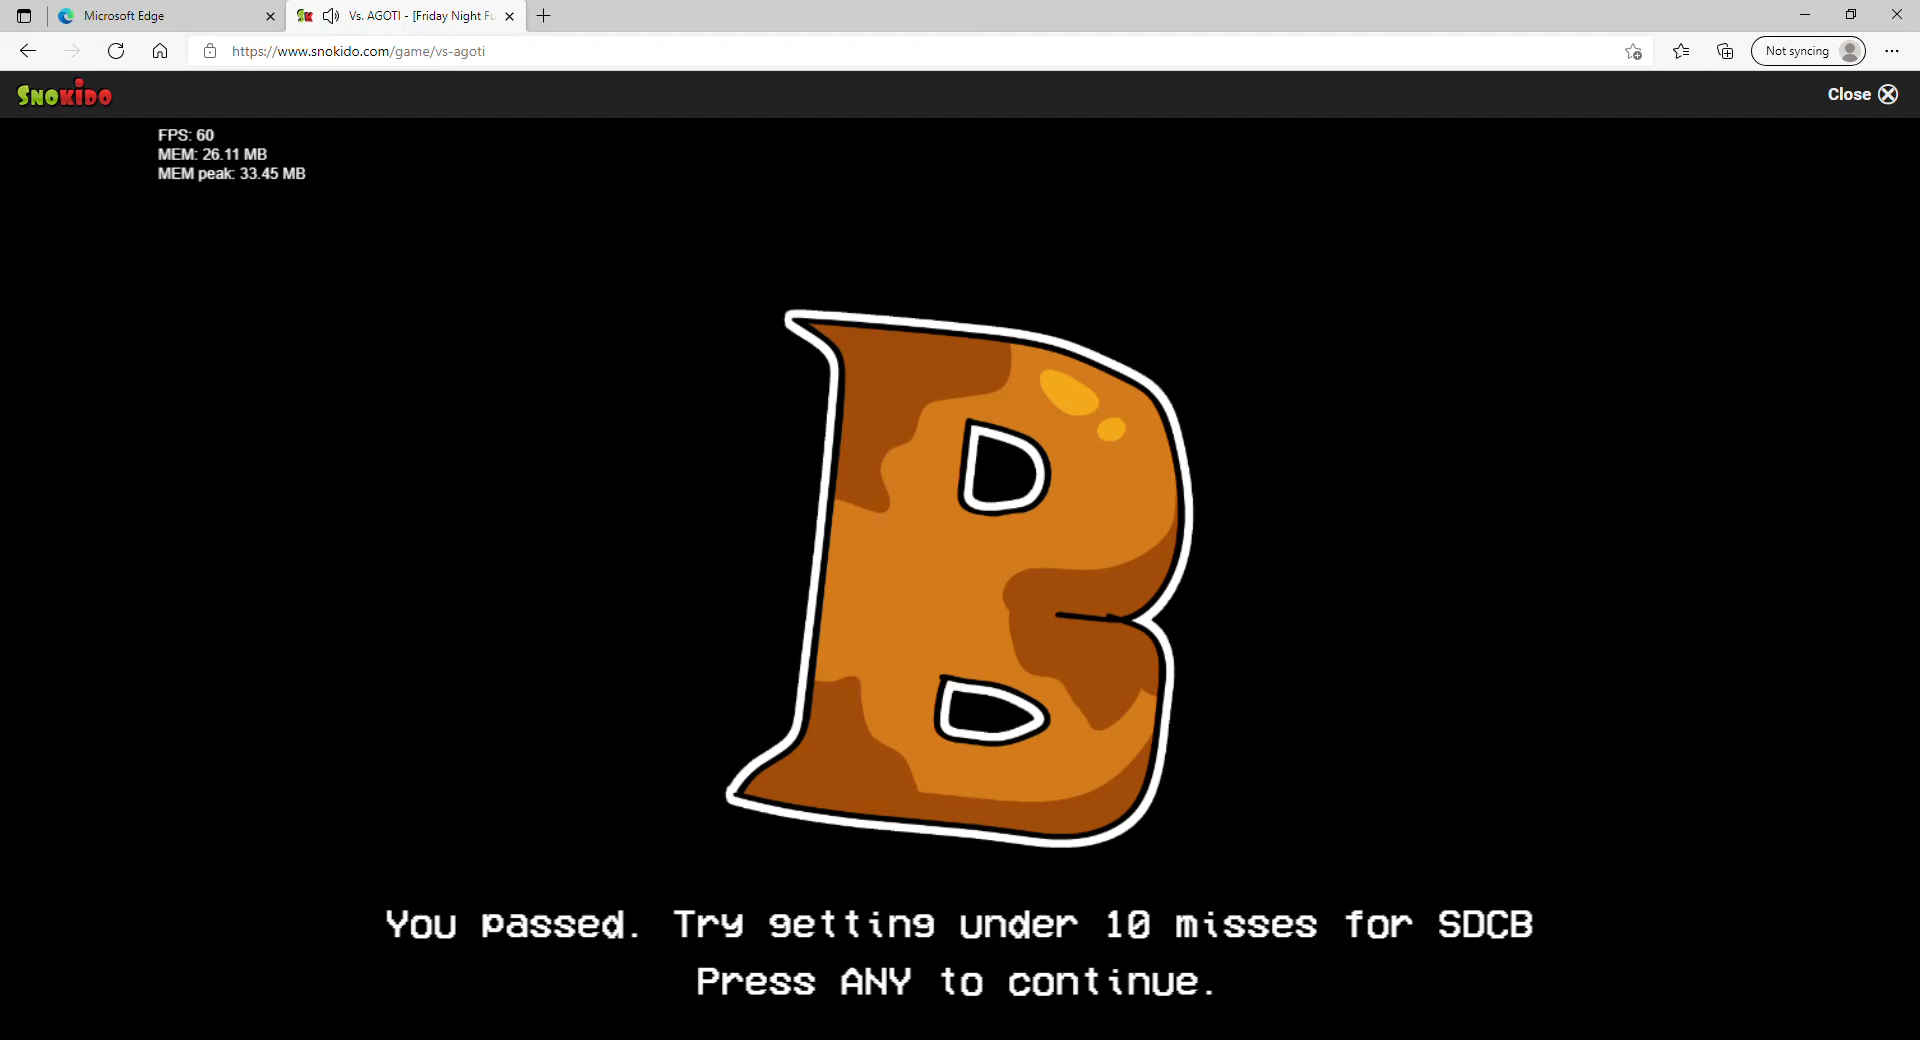 Microsoft Edge
Vs. AGOTI - [Friday Night Fu
https://www.snokido.com/game/vs-agoti
Not syncing
SNOKIDO
Close
FPS: 60
MEM: 26.11 MB
MEM peak: 33.45 MB
B
You passed. Try getting under 10 misses for SDCB
Press ANY to continue.